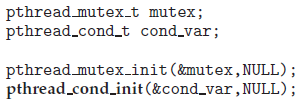 pthread_mutex_t mutex;
pthread_cond_t cond_var;
pthread_mutex_init(&mutex,NULL);
pthread_cond_init(&cond_var,NULL);